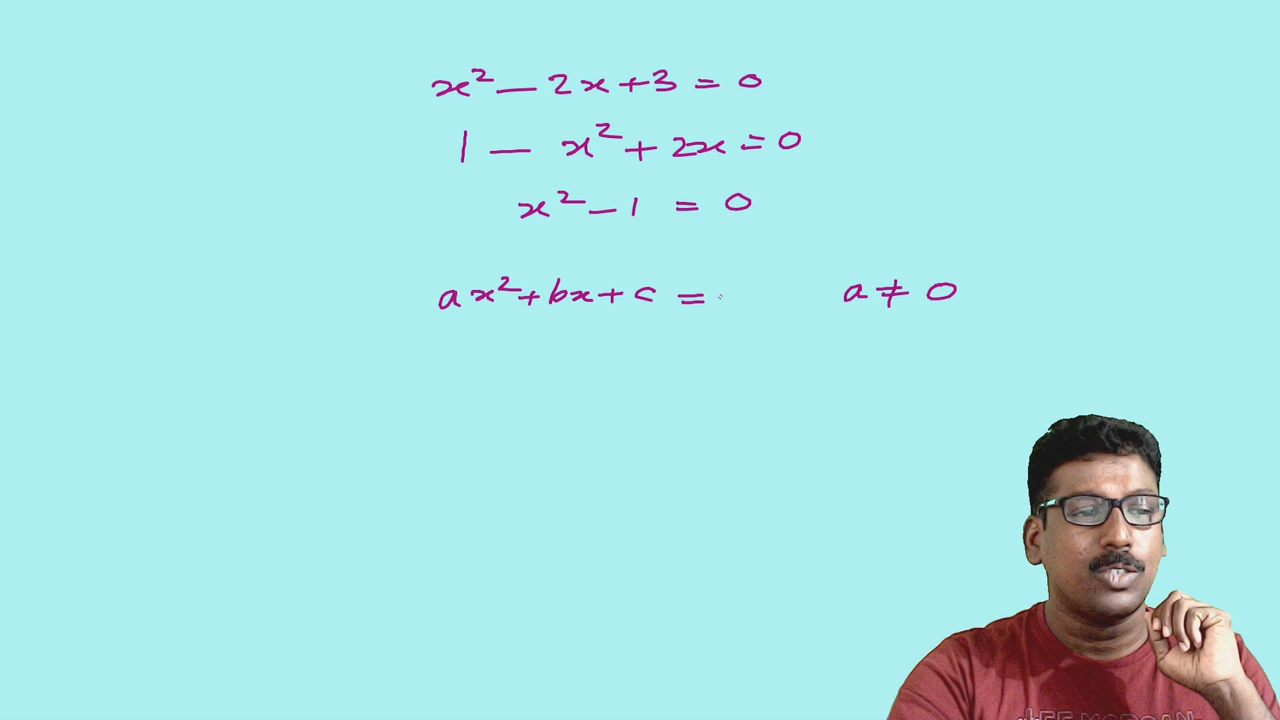 x² – 2x + 3 = 0
1 – x² + 2x = 0
x² – 1 = 0
ax² + bx + c = a ≠ 0